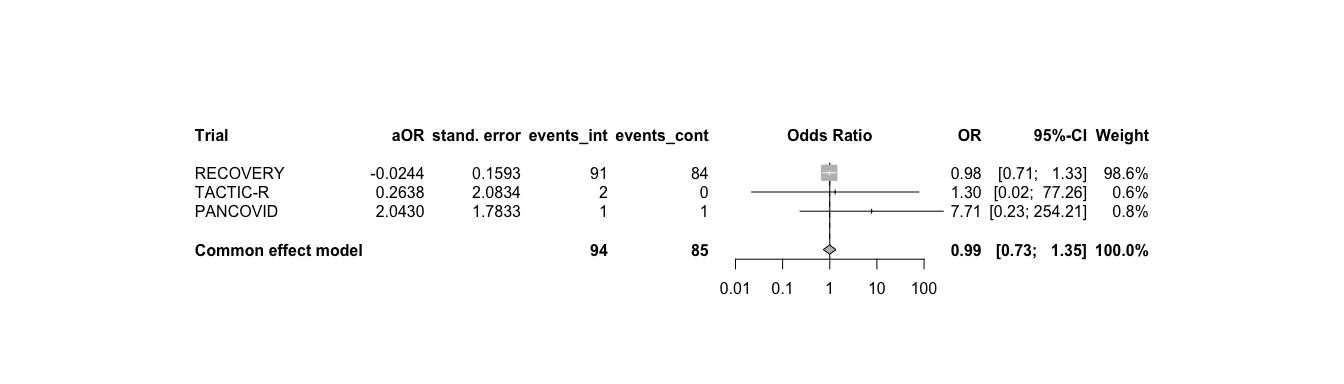 Trial aOR stand. error events_int events_cont Odds Ratio OR 95%-CI Weight
RECOVERY -0.0244 0.1593 91 84 0.98 [0.71; 1.33] 98.6%
TACTIC-R 0.2638 2.0834 2 0 1.30 [0.02; 77.26] 0.6%
PANCOVID 2.0430 1.7833 1 1 7.71 [0.23; 254.21] 0.8%
Common effect model 94 85 0.99 [0.73; 1.35] 100.0%
0.01 0.1 1 10 100